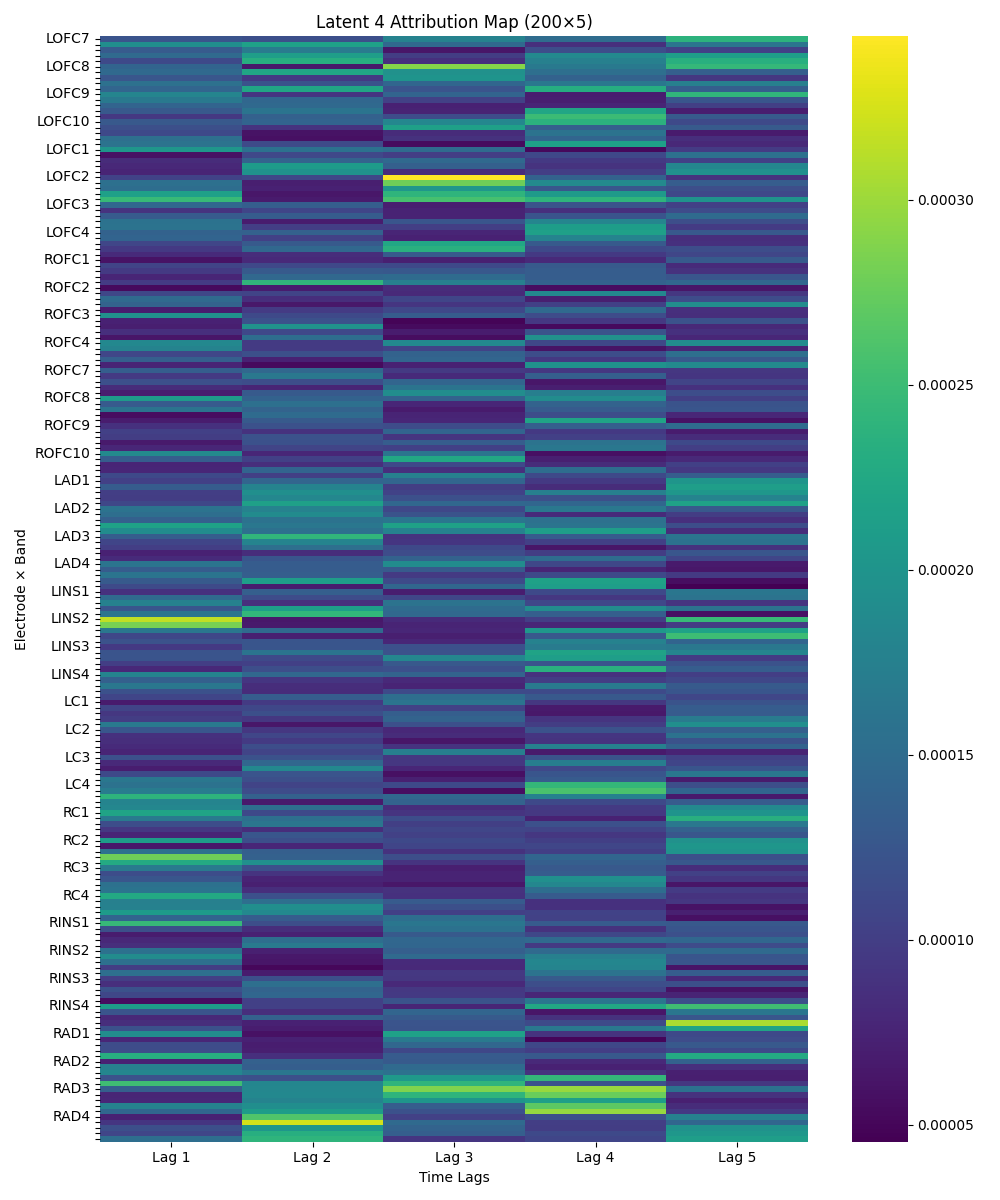 Latent 4 Attribution Map (200×5)
LOFC7
LOFC8
LOFC9
LOFC10
LOFC1
LOFC2
LOFC3
LOFC4
ROFC1
ROFC2
ROFC3
ROFC4
ROFC7
ROFC8
ROFC9
ROFC10
LAD1
LAD2
LAD3
LAD4
LINS1
LINS2
LINS3
LINS4
LC1
LC2
LC3
LC4
RC1
RC2
RC3
RC4
RINS1
RINS2
RINS3
RINS4
RAD1
RAD2
RAD3
RAD4
Electrode × Band
Lag 1 Lag 2 Lag 3 Lag 4 Lag 5
Time Lags
0.00030
0.00025
0.00020
0.00015
0.00010
0.00005